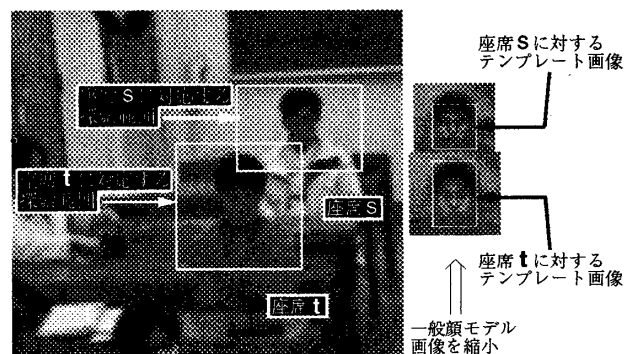 座席Sに対する
テンプレート画像
S
t
座席S
座席t
座席tに対する
テンプレート画像
一般顔モデル
画像を縮小